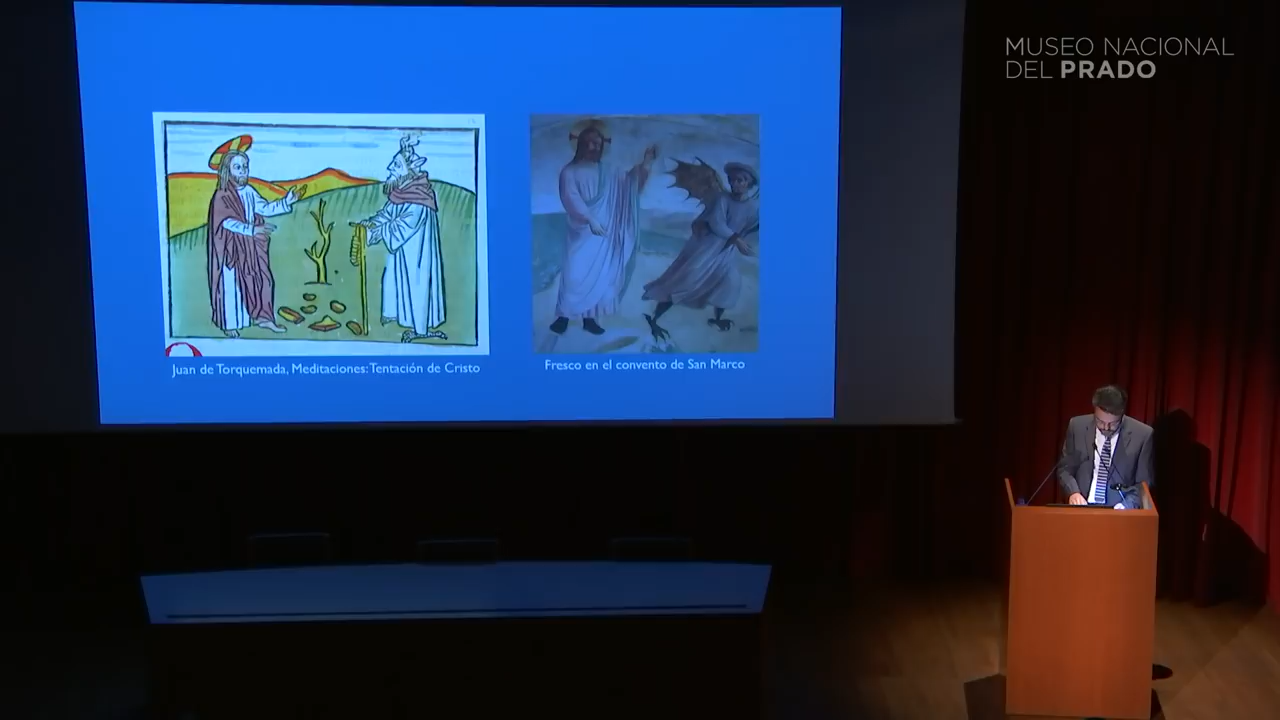 MUSEO NACIONAL
DEL PRADO
Juan de Torquemada, Meditaciones: Tentación de Cristo
Fresco en el convento de San Marco